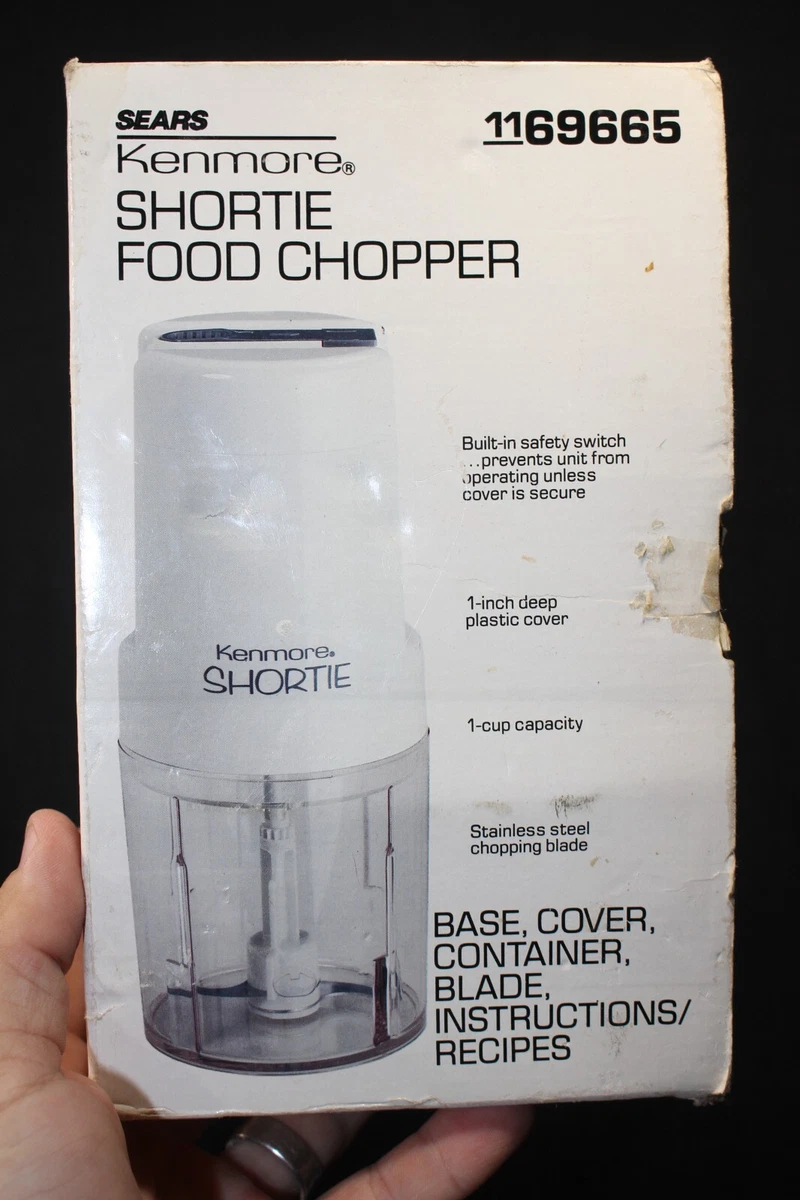 SEARS
1169665
Kenmore®
SHORTIE
FOOD CHOPPER
Built-in safety switch
...prevents unit from
operating unless
cover is secure
1-inch deep
plastic cover
Kenmore®
SHORTIE
1-cup capacity
Stainless steel
chopping blade
BASE, COVER,
CONTAINER,
BLADE,
INSTRUCTIONS/
RECIPES